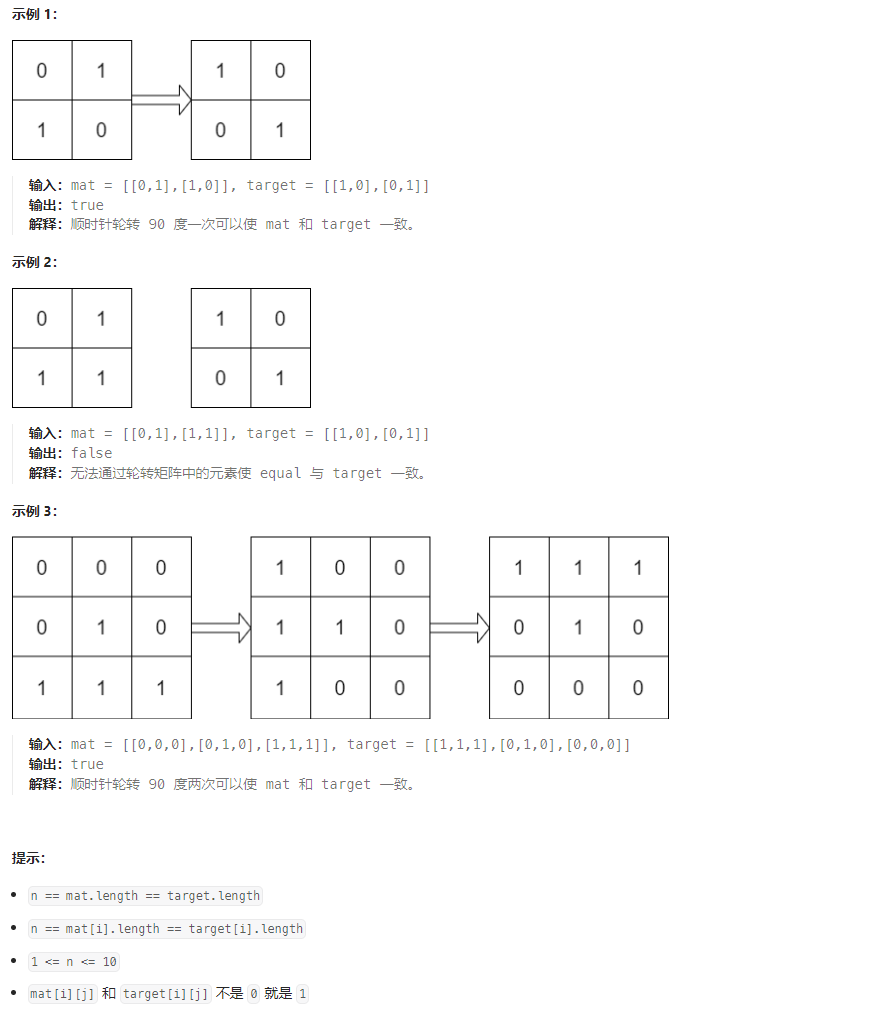 示例 1：
0 1 1 0
1 0 0 1
输入：mat = [[0,1],[1,0]], target = [[1,0],[0,1]]
输出：true
解释：顺时针轮转 90 度一次可以使 mat 和 target 一致。
示例 2：
0 1 1 0
1 1 0 1
输入：mat = [[0,1],[1,1]], target = [[1,0],[0,1]]
输出：false
解释：无法通过轮转矩阵中的元素使 equal 与 target 一致。
示例 3：
0 0 0 1 0 0 1 1 1
0 1 0 1 1 0 0 1 0
1 1 1 1 0 0 0 0 0
输入：mat = [[0,0,0],[0,1,0],[1,1,1]], target = [[1,1,1],[0,1,0],[0,0,0]]
输出：true
解释：顺时针轮转 90 度两次可以使 mat 和 target 一致。
提示：
n == mat.length == target.length
n == mat[i].length == target[i].length
1 <= n <= 10
mat[i][j] 和 target[i][j] 不是 0 就是 1